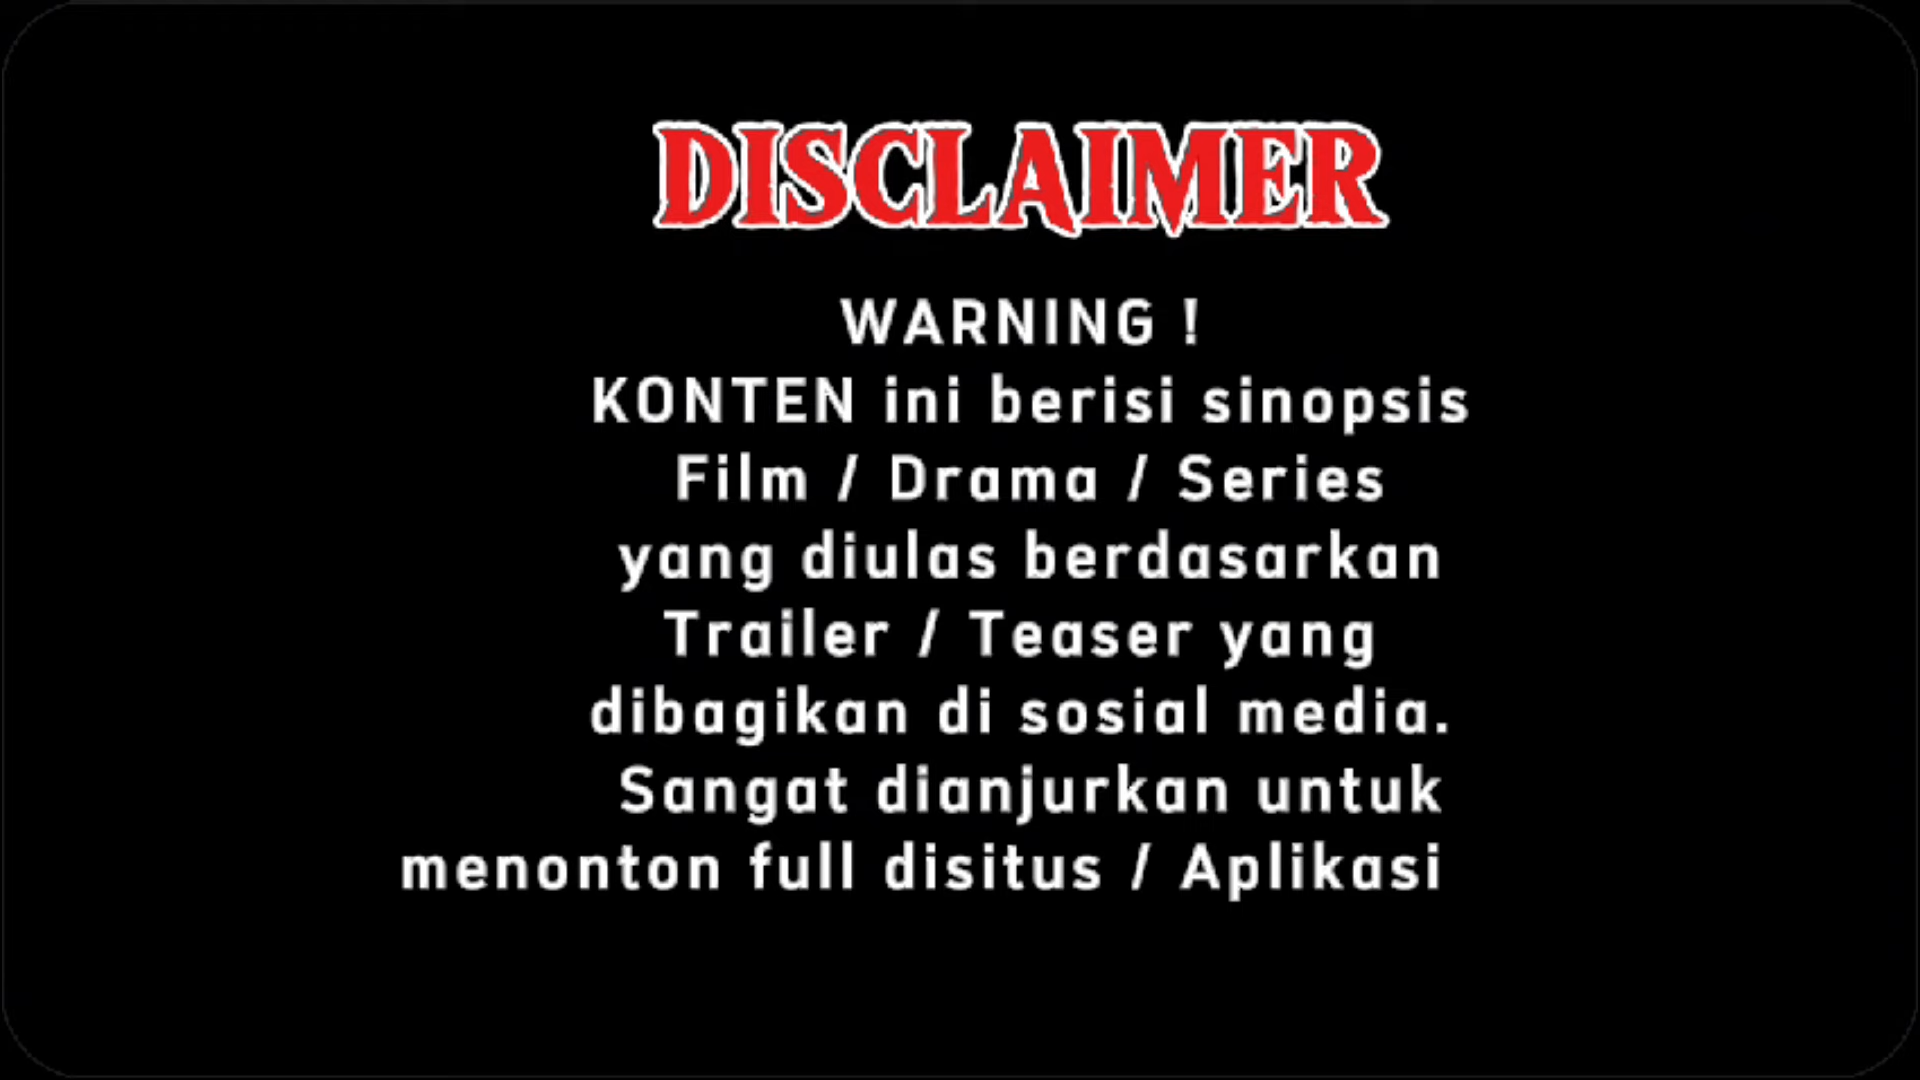 DISCLAIMER
WARNING !
KONTEN ini berisi sinopsis
Film / Drama / Series
yang diulas berdasarkan
Trailer / Teaser yang
dibagikan di sosial media.
Sangat dianjurkan untuk
menonton full disitus / Aplikasi